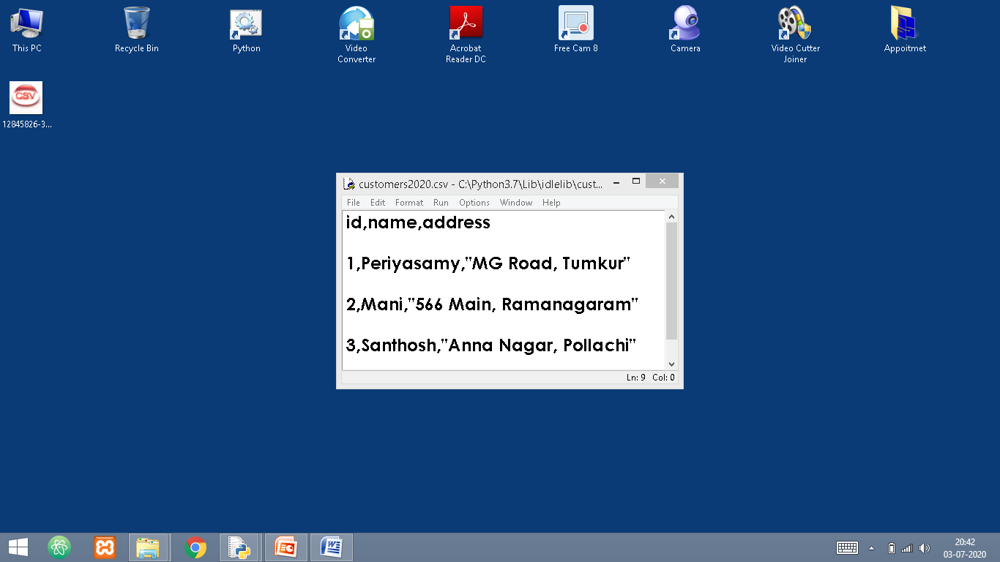 This PC
Recycle Bin
Python
Video
Converter
Acrobat
Reader DC
Free Cam 8
Camera
Video Cutter
Joiner
Appoitmet
CSV
12845826-3...
customers2020.csv - C:\Python3.7\Lib\idlelib\cust...
File Edit Format Run Options Window Help
id,name,address
1,Periyasamy,"MG Road, Tumkur"
2,Mani,"566 Main, Ramanagaram"
3,Santhosh,"Anna Nagar, Pollachi"
Ln: 9 Col: 0
20:42
03-07-2020